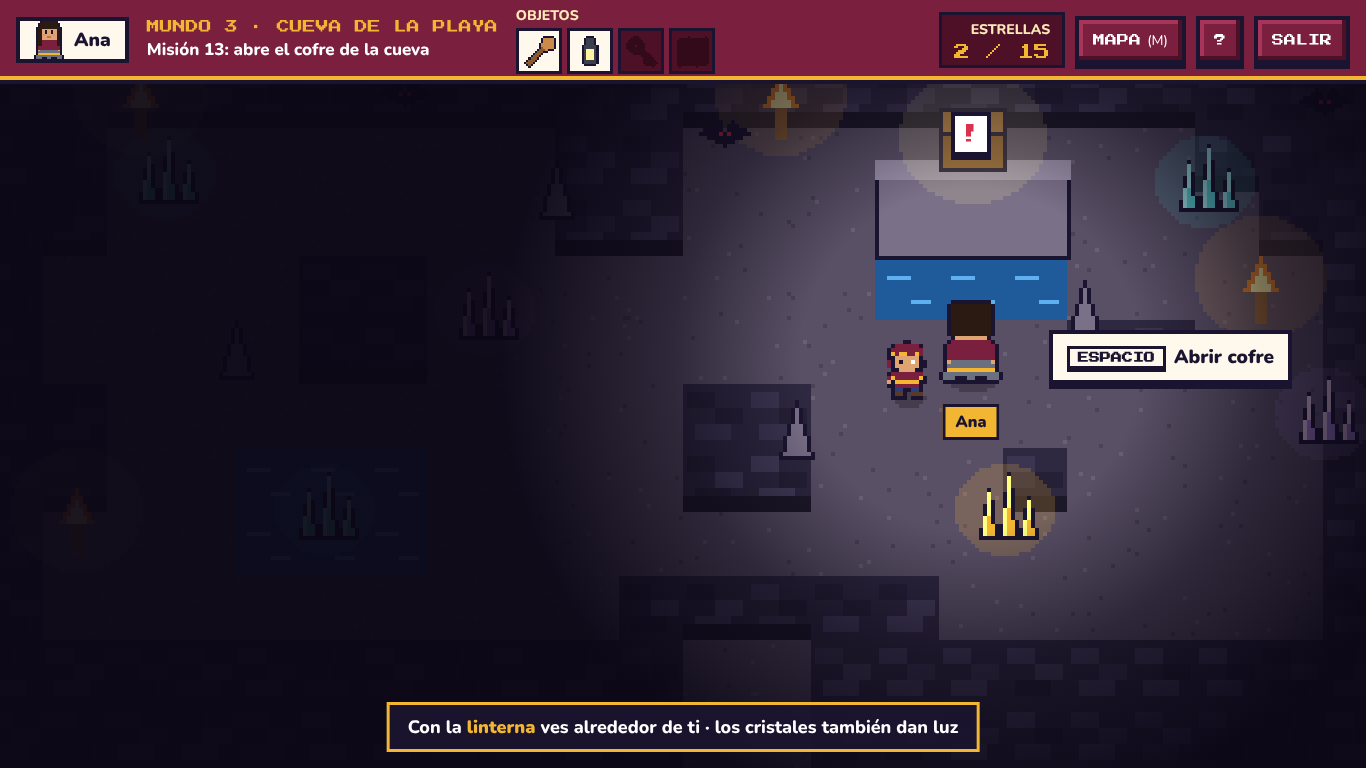 Ana
MUNDO 3 · CUEVA DE LA PLAYA
Misión 13: abre el cofre de la cueva
OBJETOS
ESTRELLAS
2 / 15
MAPA (M)
?
SALIR
!
ESPACIO Abrir cofre
Ana
Con la linterna ves alrededor de ti · los cristales también dan luz